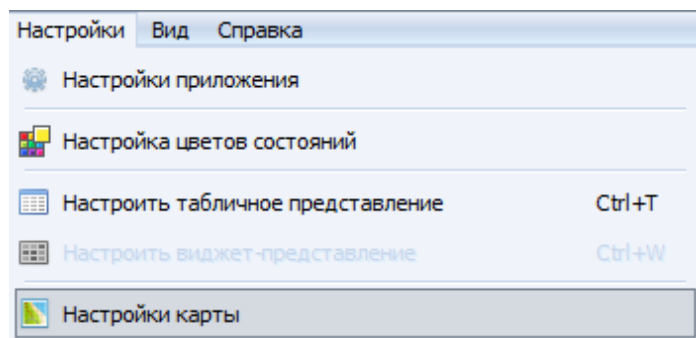 Настройки Вид Справка
Настройки приложения
Настройка цветов состояний
Настроить табличное представление Ctrl+T
Настроить виджет-представление Ctrl+W
Настройки карты